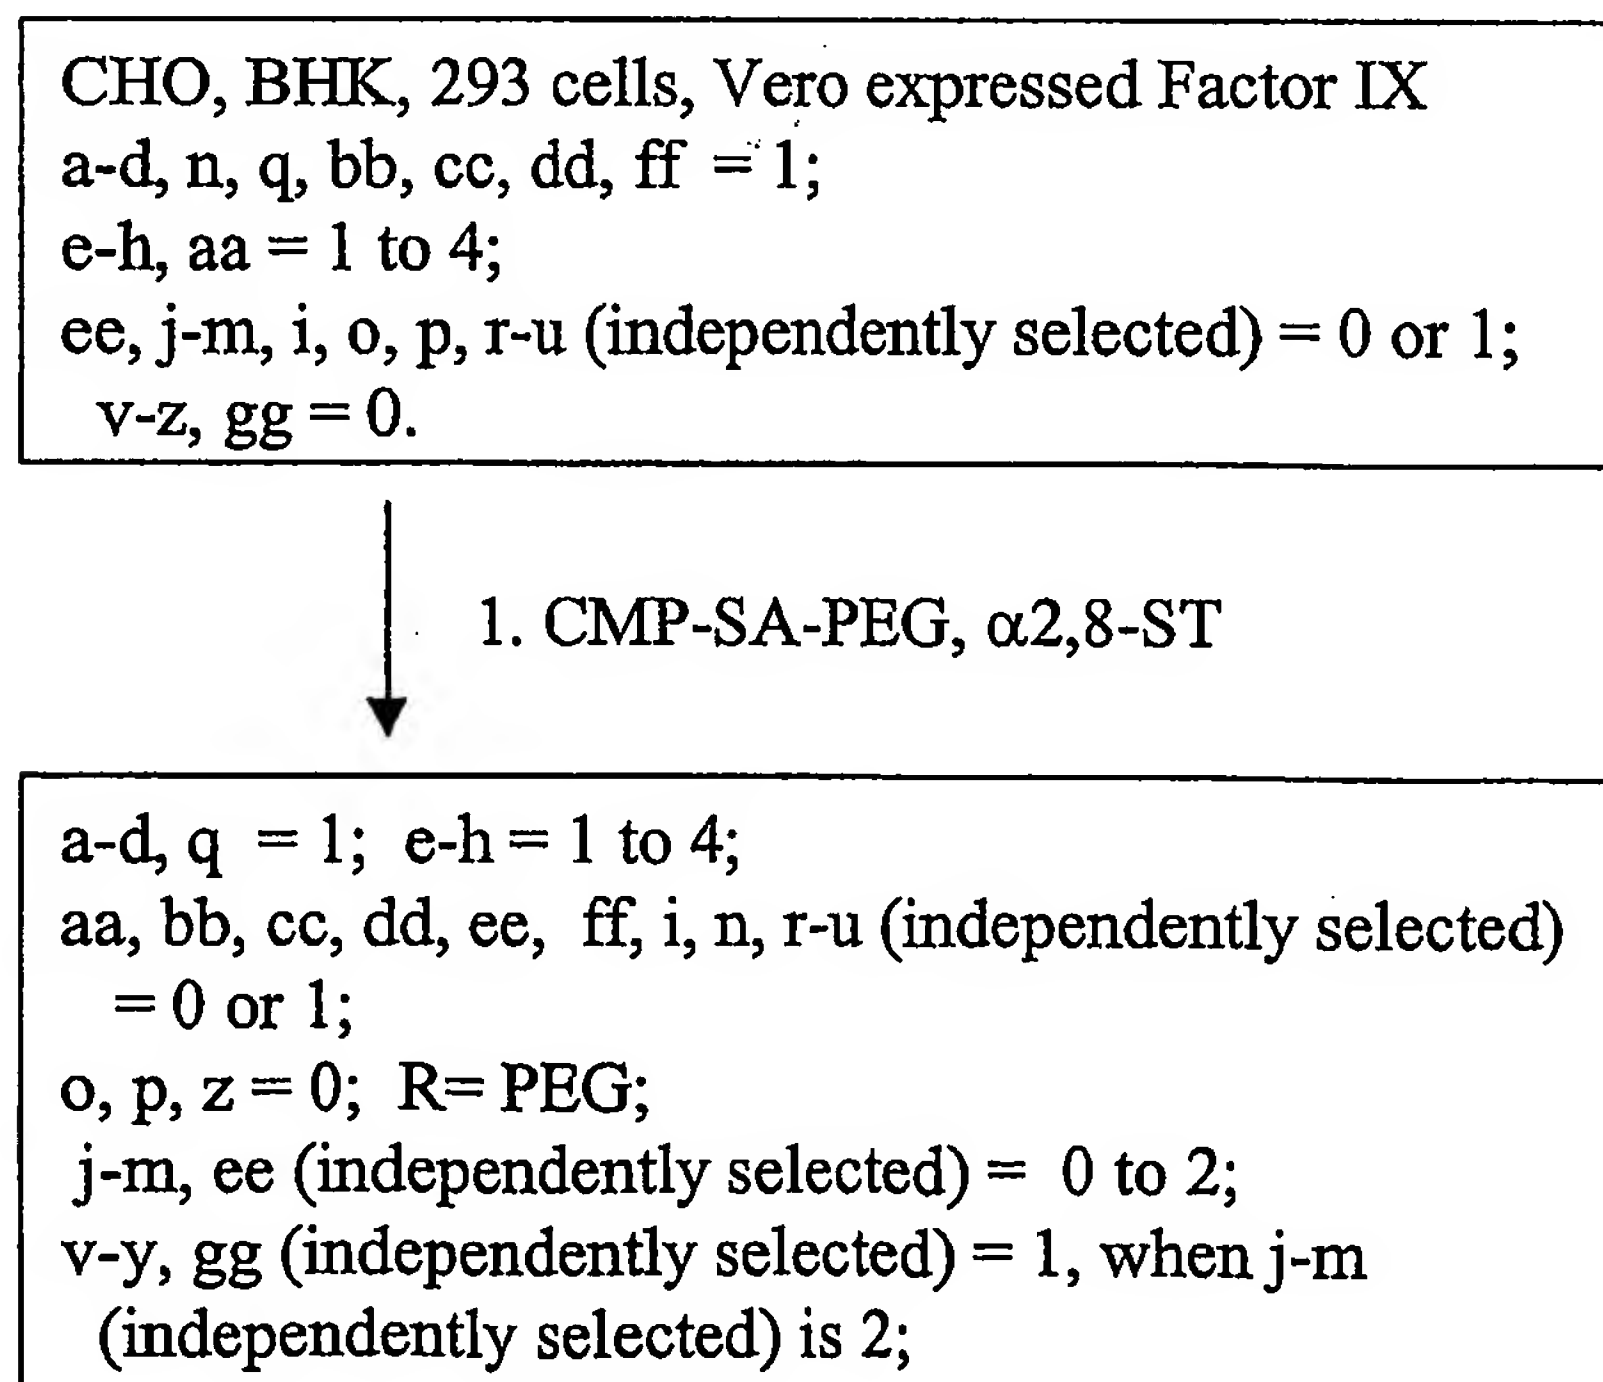 CHO, BHK, 293 cells, Vero expressed Factor IX
a-d, n, q, bb, cc, dd, ff = 1;
e-h, aa = 1 to 4;
ee, j-m, i, o, p, r-u (independently selected) = 0 or 1;
v-z, gg = 0.
1. CMP-SA-PEG, α2,8-ST
a-d, q = 1; e-h = 1 to 4;
aa, bb, cc, dd, ee, ff, i, n, r-u (independently selected)
= 0 or 1;
o, p, z = 0; R= PEG;
j-m, ee (independently selected) = 0 to 2;
v-y, gg (independently selected) = 1, when j-m
(independently selected) is 2;